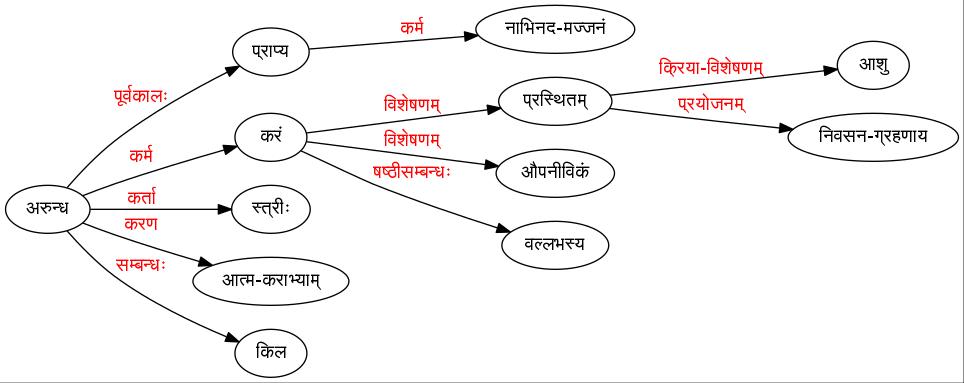 नाभिनद-मज्जनं
कर्म
प्राप्य
आशु
क्रिया-विशेषणम्
पूर्वकालः
विशेषणम्
प्रस्थितम्
प्रयोजनम्
करं
निवसन-ग्रहणाय
विशेषणम्
कर्म
औपनीविकं
षष्ठीसम्बन्धः
कर्ता
अरुन्ध
स्त्रीः
करण
वल्लभस्य
सम्बन्धः
आत्म-कराभ्याम्
किल